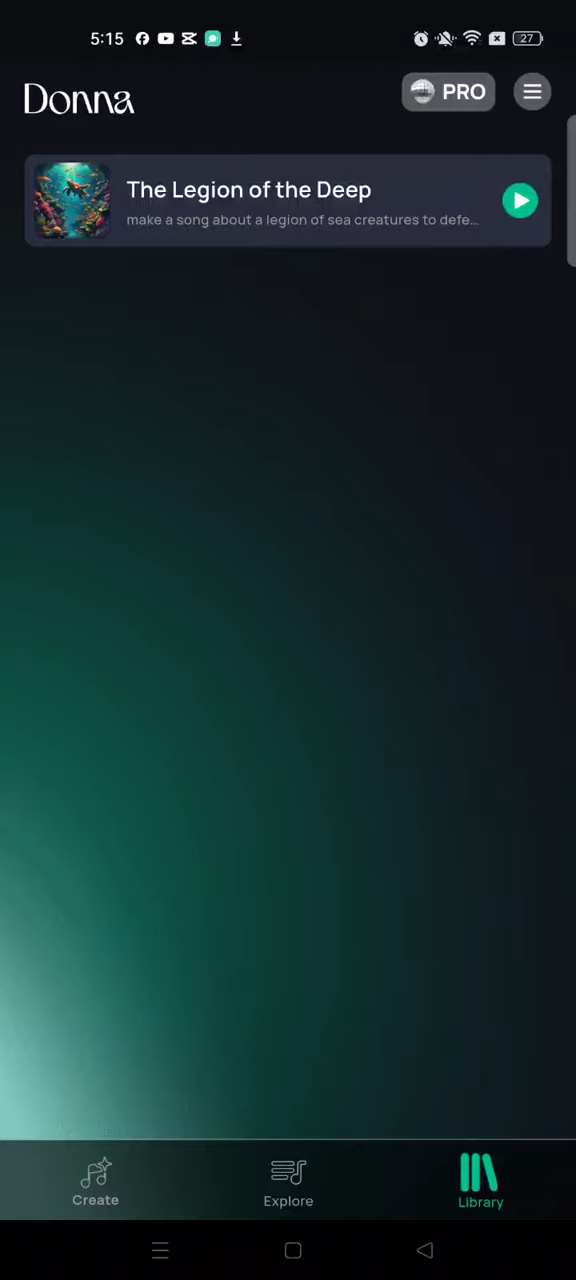 5:15
27
Donna
PRO
The Legion of the Deep
make a song about a legion of sea creatures to defe...
Create
Explore
Library